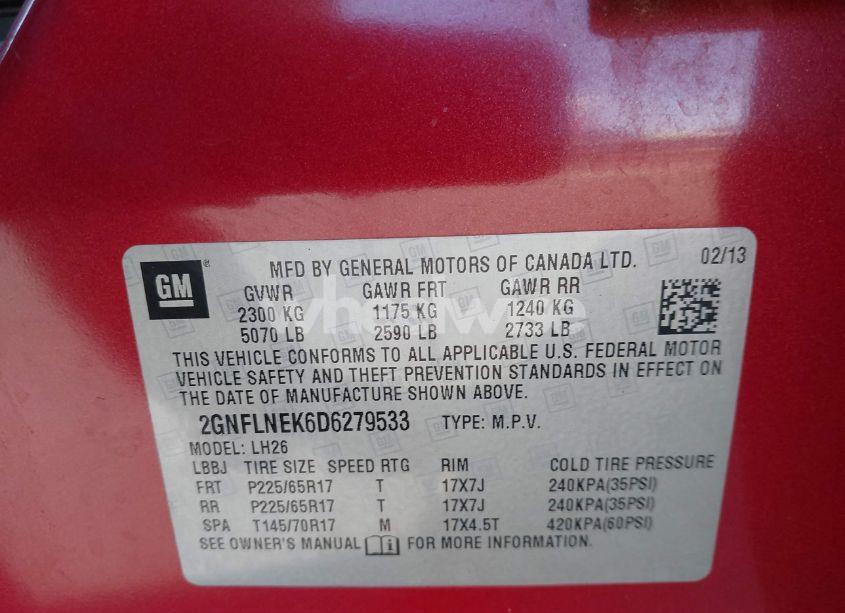 GM ®
MFD BY GENERAL MOTORS OF CANADA LTD. 02/13
GVWR GAWR FRT GAWR RR
2300 KG 1175 KG 1240 KG
5070 LB 2590 LB 2733 LB
THIS VEHICLE CONFORMS TO ALL APPLICABLE U.S. FEDERAL MOTOR
VEHICLE SAFETY AND THEFT PREVENTION STANDARDS IN EFFECT ON
THE DATE OF MANUFACTURE SHOWN ABOVE.
2GNFLNEK6D6279533 TYPE: M.P.V.
MODEL: LH26
LBBJ TIRE SIZE SPEED RTG RIM COLD TIRE PRESSURE
FRT P225/65R17 T 17X7J 240KPA(35PSI)
RR P225/65R17 T 17X7J 240KPA(35PSI)
SPA T145/70R17 M 17X4.5T 420KPA(60PSI)
SEE OWNER'S MANUAL FOR MORE INFORMATION.